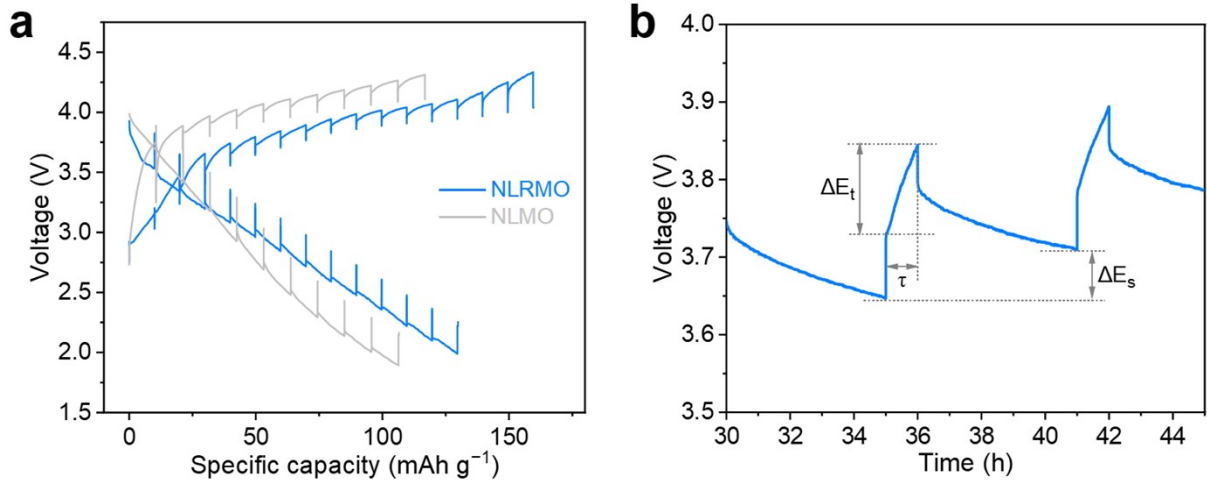 a
4.5
4.0
3.5
3.0
2.5
2.0
1.5
Voltage (V)
0
50
100
150
Specific capacity (mAh g⁻¹)
NLRMO
NLMO
b
4.0
3.9
3.8
3.7
3.6
3.5
Voltage (V)
30
32
34
36
38
40
42
44
Time (h)
ΔEₜ
τ
ΔEₛ